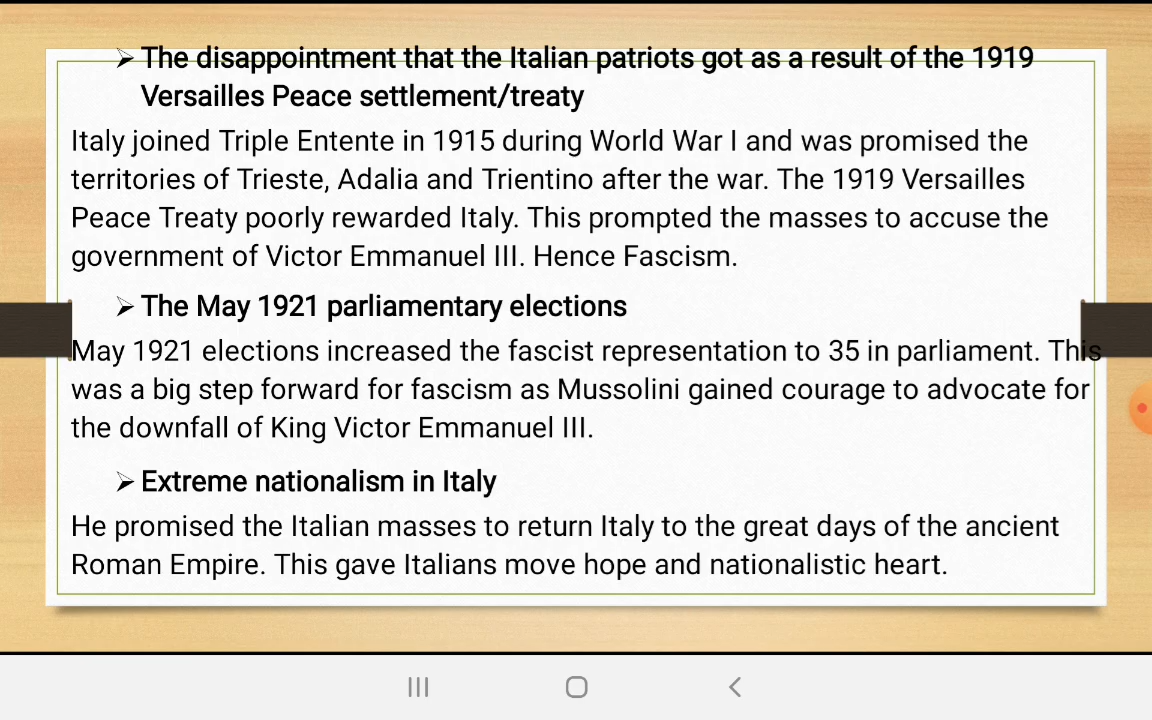 ➢ The disappointment that the Italian patriots got as a result of the 1919
Versailles Peace settlement/treaty
Italy joined Triple Entente in 1915 during World War I and was promised the
territories of Trieste, Adalia and Trientino after the war. The 1919 Versailles
Peace Treaty poorly rewarded Italy. This prompted the masses to accuse the
government of Victor Emmanuel III. Hence Fascism.
➢ The May 1921 parliamentary elections
May 1921 elections increased the fascist representation to 35 in parliament. This
was a big step forward for fascism as Mussolini gained courage to advocate for
the downfall of King Victor Emmanuel III.
➢ Extreme nationalism in Italy
He promised the Italian masses to return Italy to the great days of the ancient
Roman Empire. This gave Italians move hope and nationalistic heart.